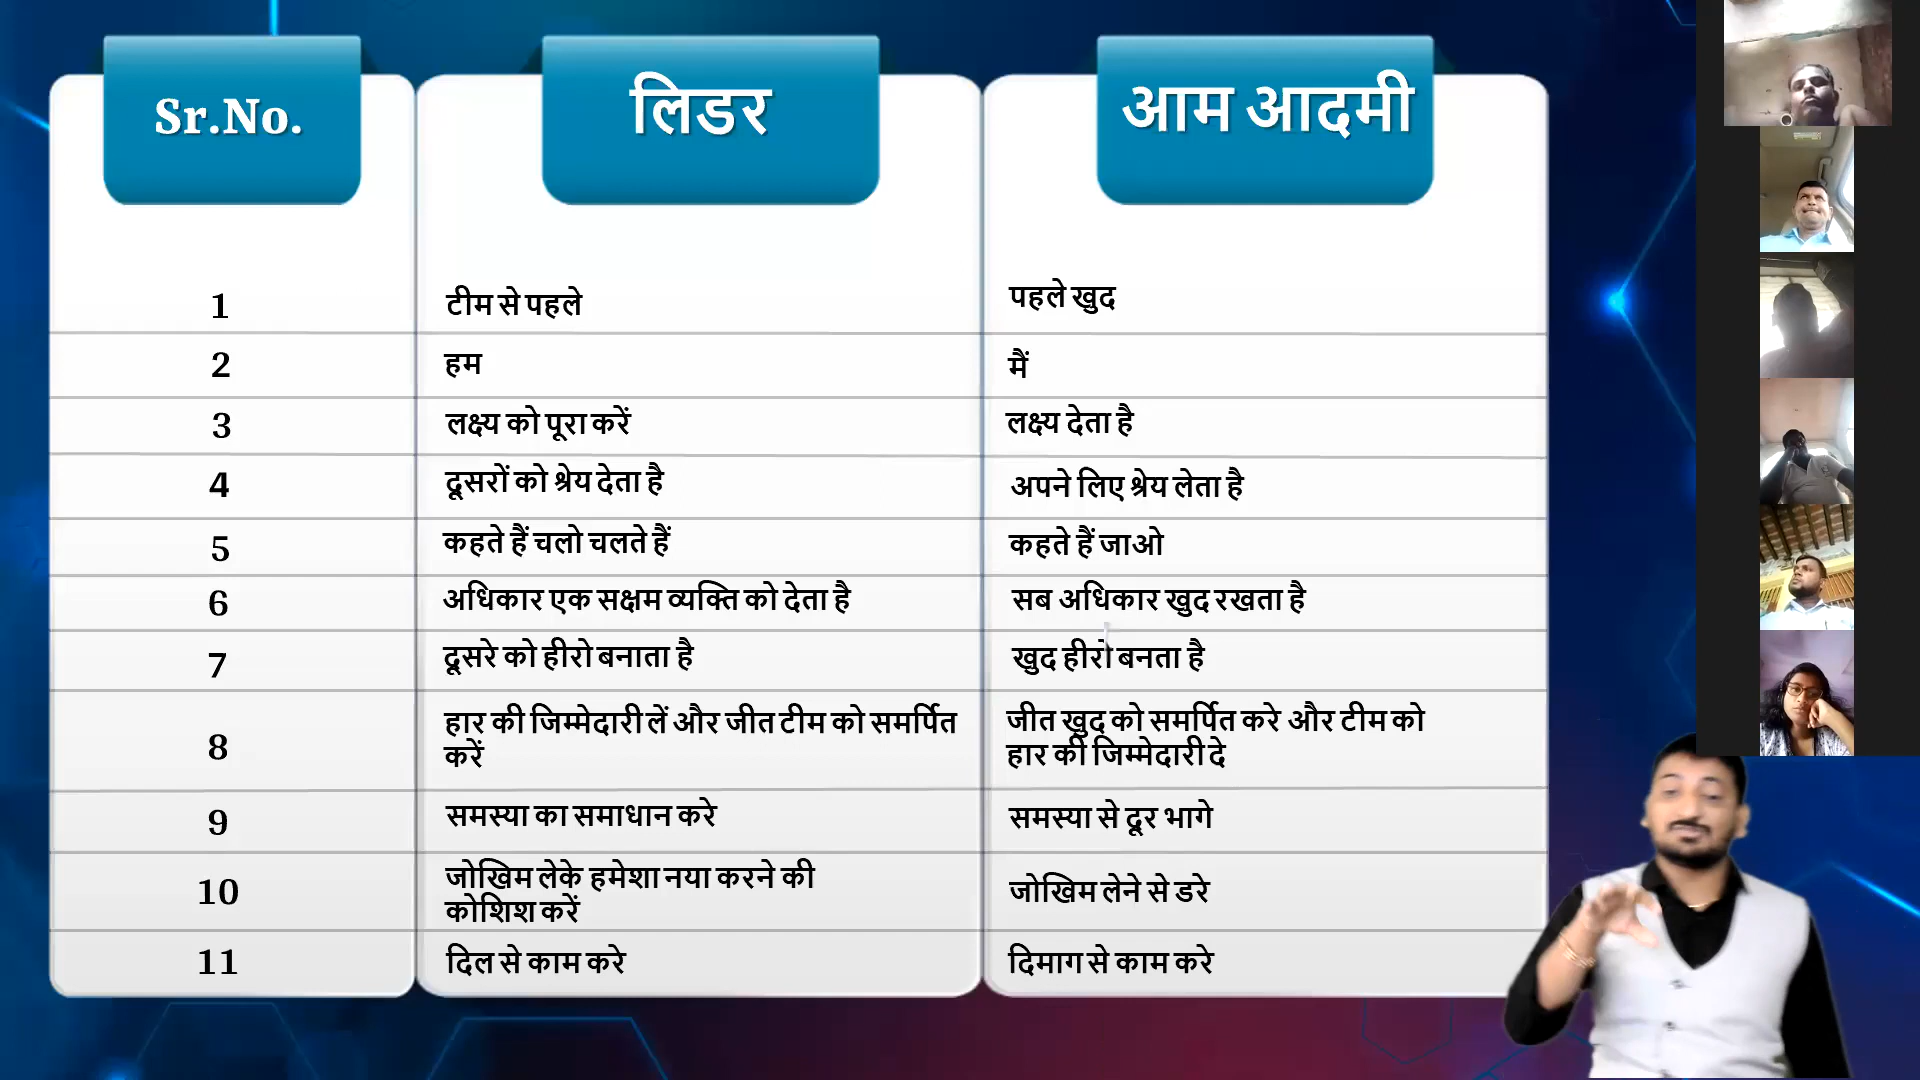 Sr.No. लिडर आम आदमी
1 टीम से पहले पहले खुद
2 हम मैं
3 लक्ष्य को पूरा करें लक्ष्य देता है
4 दूसरों को श्रेय देता है अपने लिए श्रेय लेता है
5 कहते हैं चलो चलते हैं कहते हैं जाओ
6 अधिकार एक सक्षम व्यक्ति को देता है सब अधिकार खुद रखता है
7 दूसरे को हीरो बनाता है खुद हीरो बनता है
8 हार की जिम्मेदारी लें और जीत टीम को समर्पित
करें
जीत खुद को समर्पित करे और टीम को
हार की जिम्मेदारी दे
9 समस्या का समाधान करे समस्या से दूर भागे
10 जोखिम लेके हमेशा नया करने की
कोशिश करें
जोखिम लेने से डरे
11 दिल से काम करे दिमाग से काम करे